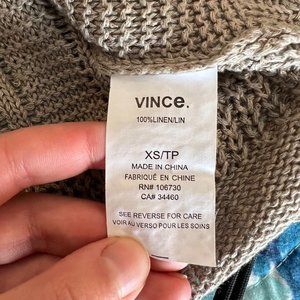 VINCe.
100%LINEN/LIN
XS/TP
MADE IN CHINA
FABRIQUÉ EN CHINE
RN# 106730
CA# 34460
SEE REVERSE FOR CARE
VOIR AU VERSO POUR LES SOINS